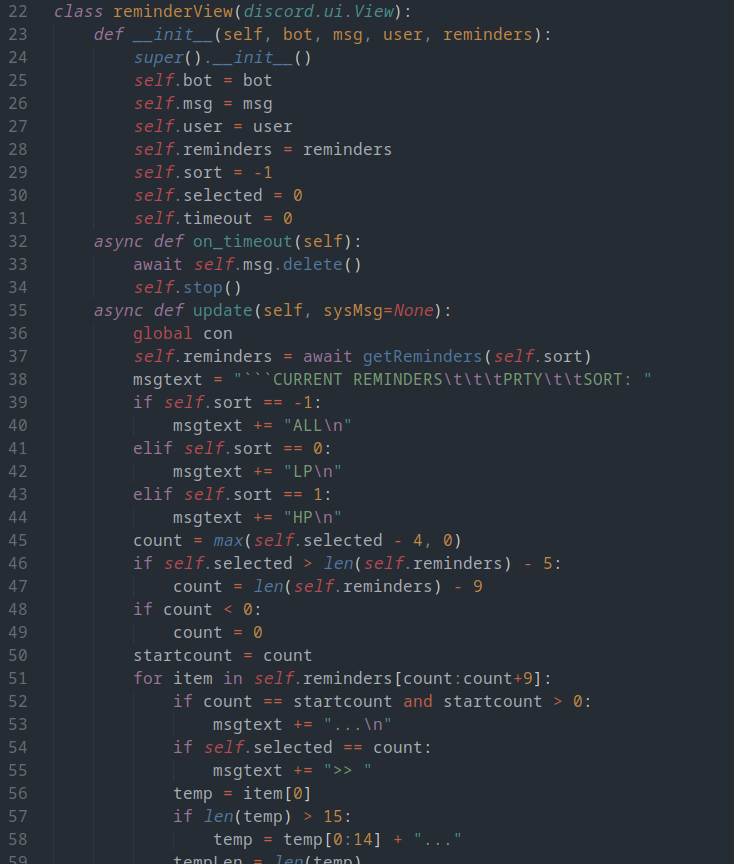 22 class reminderView(discord.ui.View):
23 def __init__(self, bot, msg, user, reminders):
24 super().__init__()
25 self.bot = bot
26 self.msg = msg
27 self.user = user
28 self.reminders = reminders
29 self.sort = -1
30 self.selected = 0
31 self.timeout = 0
32 async def on_timeout(self):
33 await self.msg.delete()
34 self.stop()
35 async def update(self, sysMsg=None):
36 global con
37 self.reminders = await getReminders(self.sort)
38 msgtext = "```CURRENT REMINDERS\t\t\tPRTY\t\tSORT: "
39 if self.sort == -1:
40 msgtext += "ALL\n"
41 elif self.sort == 0:
42 msgtext += "LP\n"
43 elif self.sort == 1:
44 msgtext += "HP\n"
45 count = max(self.selected - 4, 0)
46 if self.selected > len(self.reminders) - 5:
47 count = len(self.reminders) - 9
48 if count < 0:
49 count = 0
50 startcount = count
51 for item in self.reminders[count:count+9]:
52 if count == startcount and startcount > 0:
53 msgtext += "...\n"
54 if self.selected == count:
55 msgtext += ">> "
56 temp = item[0]
57 if len(temp) > 15:
58 temp = temp[0:14] + "..."
59 tempLen = len(temp)